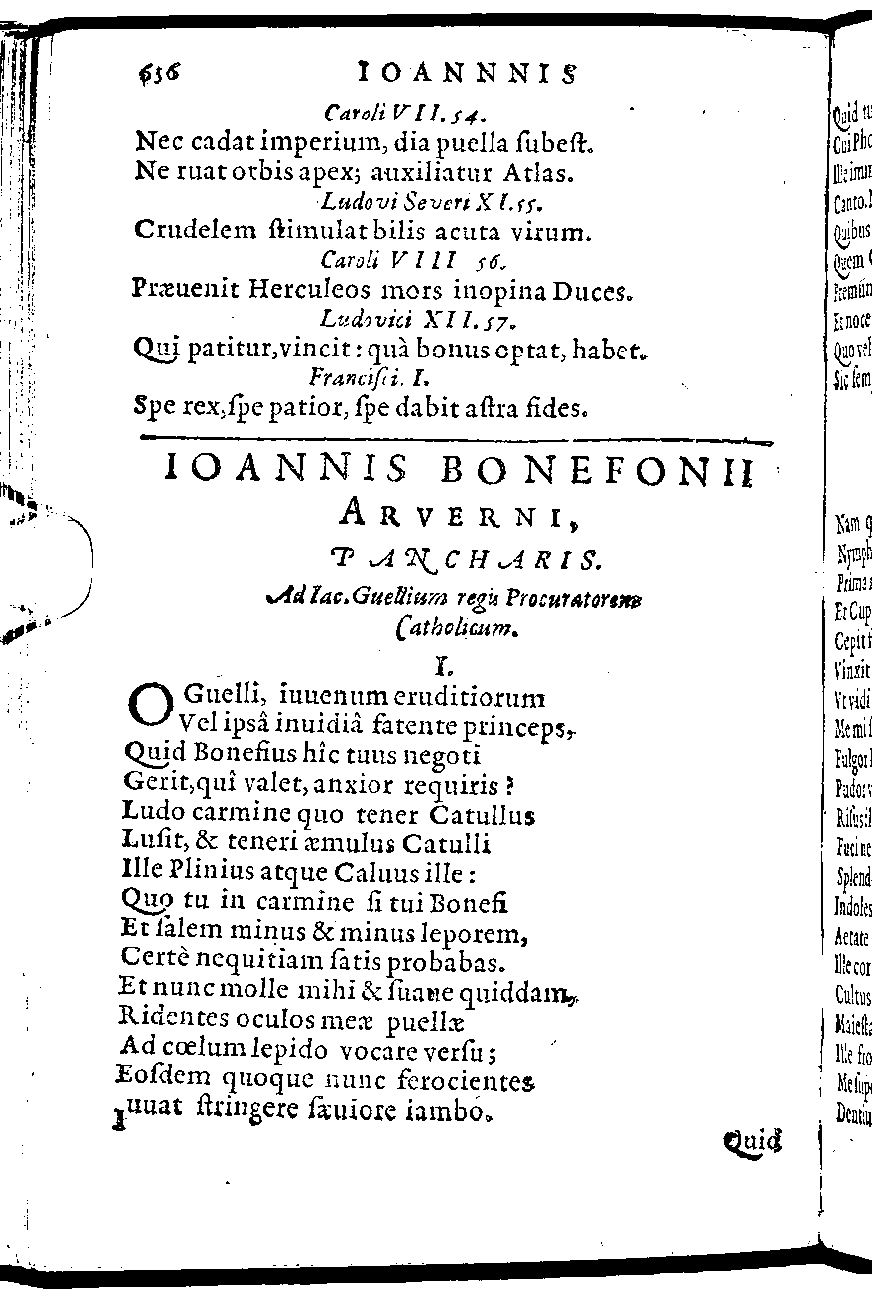 636 IOANNNIS
Caroli VII. 54.
Nec cadat imperium, dia puella ſubeſt.
Ne ruat orbis apex; auxiliatur Atlas.
Ludovi Severi XI. 55.
Crudelem ſtimulat bilis acuta virum.
Caroli VIII 56.
Præuenit Herculeos mors inopina Duces.
Ludovici XII. 57.
Qui patitur, vincit: quà bonus optat, habet.
Franciſci. I.
Spe rex, ſpe patior, ſpe dabit aſtra fides.
IOANNIS BONEFONII
ARVERNI,
PANCHARIS.
Ad Iac. Guellium regis Procuratorem
Catholicum.
I.
O Guelli, iuuenum eruditiorum
Vel ipsâ inuidiâ fatente princeps,
Quid Bonefius hîc tuus negoti
Gerit, quî valet, anxior requiris?
Ludo carmine quo tener Catullus
Luſit, & teneri æmulus Catulli
Ille Plinius atque Caluus ille:
Quo tu in carmine ſi tui Bonefi
Et ſalem minus & minus leporem,
Certè nequitiam ſatis probabas.
Et nunc molle mihi & ſuaue quiddam,
Ridentes oculos meæ puellæ
Ad cœlum lepido vocare verſu;
Eoſdem quoque nunc ferocientes
Iuuat ſtringere ſæuiore iambo.
Quid